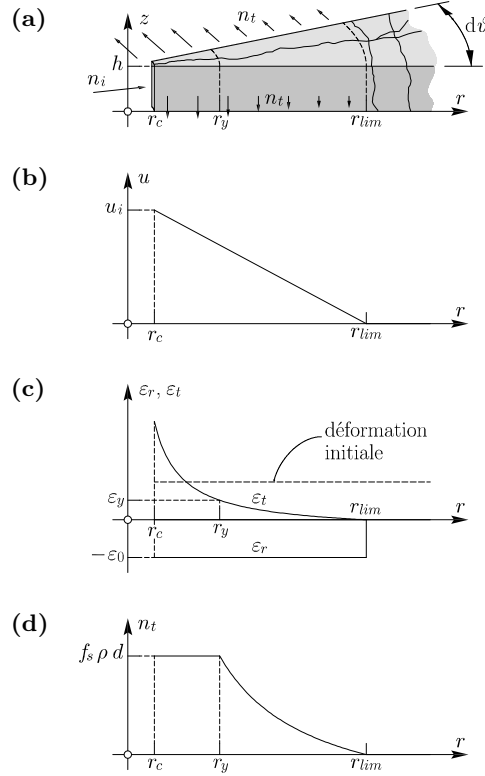 (a)
z
n_t
dϑ
h
n_i
n_t
r
r_c
r_y
r_lim
(b)
u
u_i
r
r_c
r_lim
(c)
ε_r, ε_t
déformation
initiale
ε_y
ε_t
r_lim
r
r_c
r_y
−ε_0
ε_r
(d)
n_t
f_s ρ d
r
r_c
r_y
r_lim